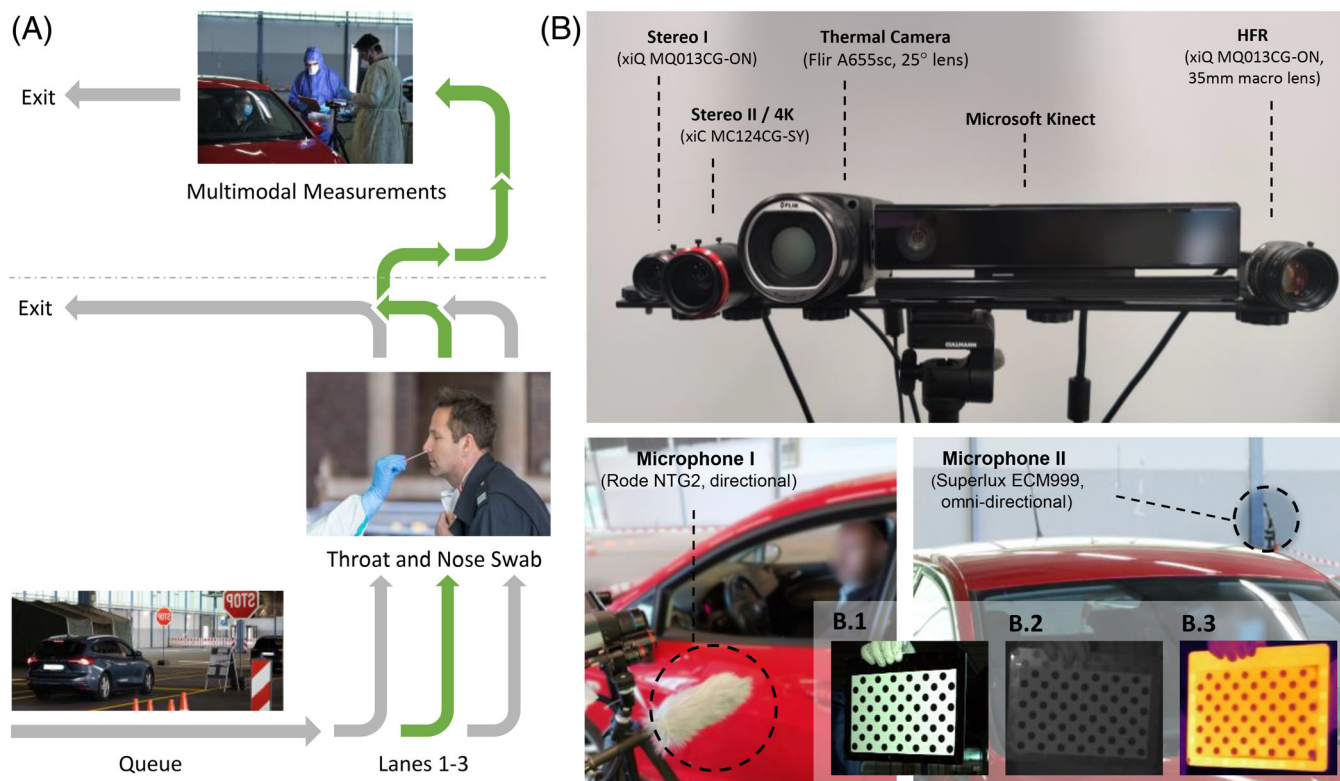 (A)
Exit
Multimodal Measurements
Exit
Throat and Nose Swab
STOP
STOP
Queue
Lanes 1-3
(B)
Stereo I
(xiQ MQ013CG-ON)
Stereo II / 4K
(xiC MC124CG-SY)
Thermal Camera
(Flir A655sc, 25° lens)
Microsoft Kinect
HFR
(xiQ MQ013CG-ON,
35mm macro lens)
FLIR
CULLMANN
Microphone I
(Rode NTG2, directional)
Microphone II
(Superlux ECM999,
omni-directional)
B.1
B.2
B.3